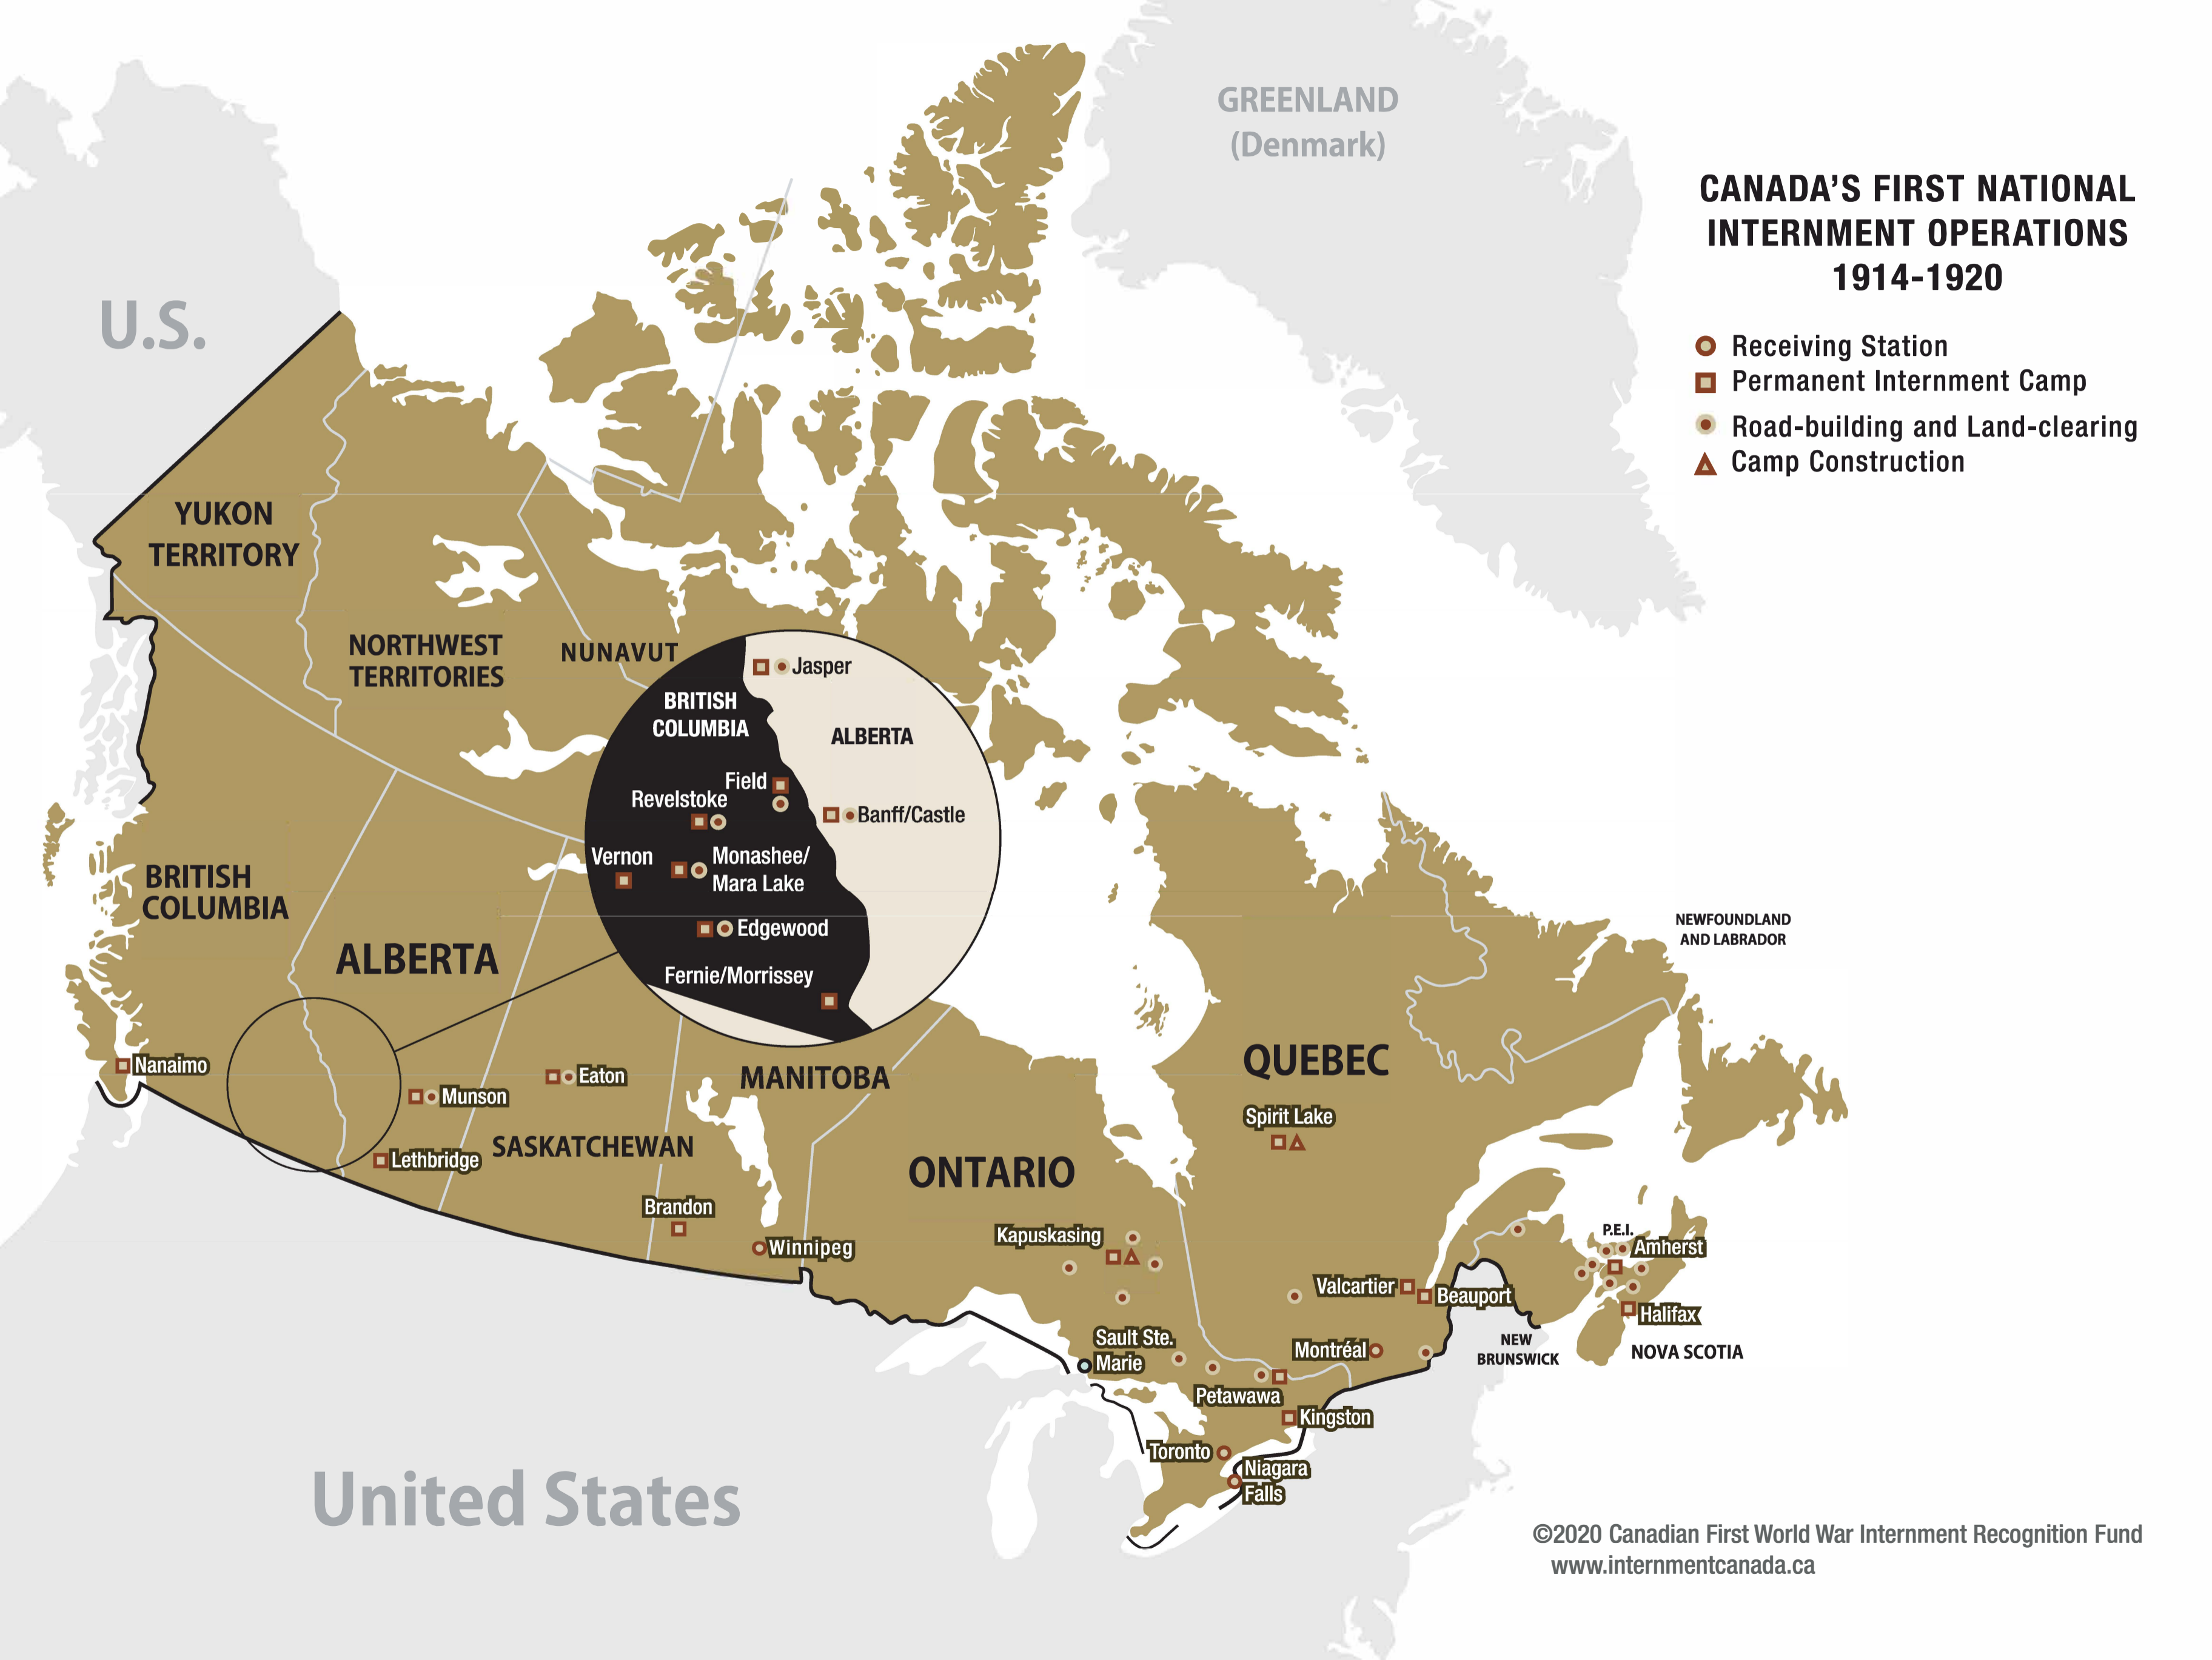 GREENLAND
(Denmark)
CANADA'S FIRST NATIONAL
INTERNMENT OPERATIONS
1914-1920
Receiving Station
Permanent Internment Camp
Road-building and Land-clearing
Camp Construction
U.S.
YUKON
TERRITORY
NORTHWEST
TERRITORIES
NUNAVUT
Jasper
BRITISH
COLUMBIA
ALBERTA
Field
Revelstoke
Banff/Castle
Vernon
Monashee/
Mara Lake
Edgewood
Fernie/Morrissey
BRITISH
COLUMBIA
ALBERTA
NEWFOUNDLAND
AND LABRADOR
Nanaimo
Munson
Eaton
MANITOBA
QUEBEC
Spirit Lake
Lethbridge
SASKATCHEWAN
ONTARIO
Brandon
Winnipeg
Kapuskasing
P.E.I.
Amherst
Valcartier
Beauport
Halifax
Sault Ste.
Marie
Montréal
NEW
BRUNSWICK
NOVA SCOTIA
Petawawa
Kingston
Toronto
Niagara
Falls
United States
©2020 Canadian First World War Internment Recognition Fund
www.internmentcanada.ca